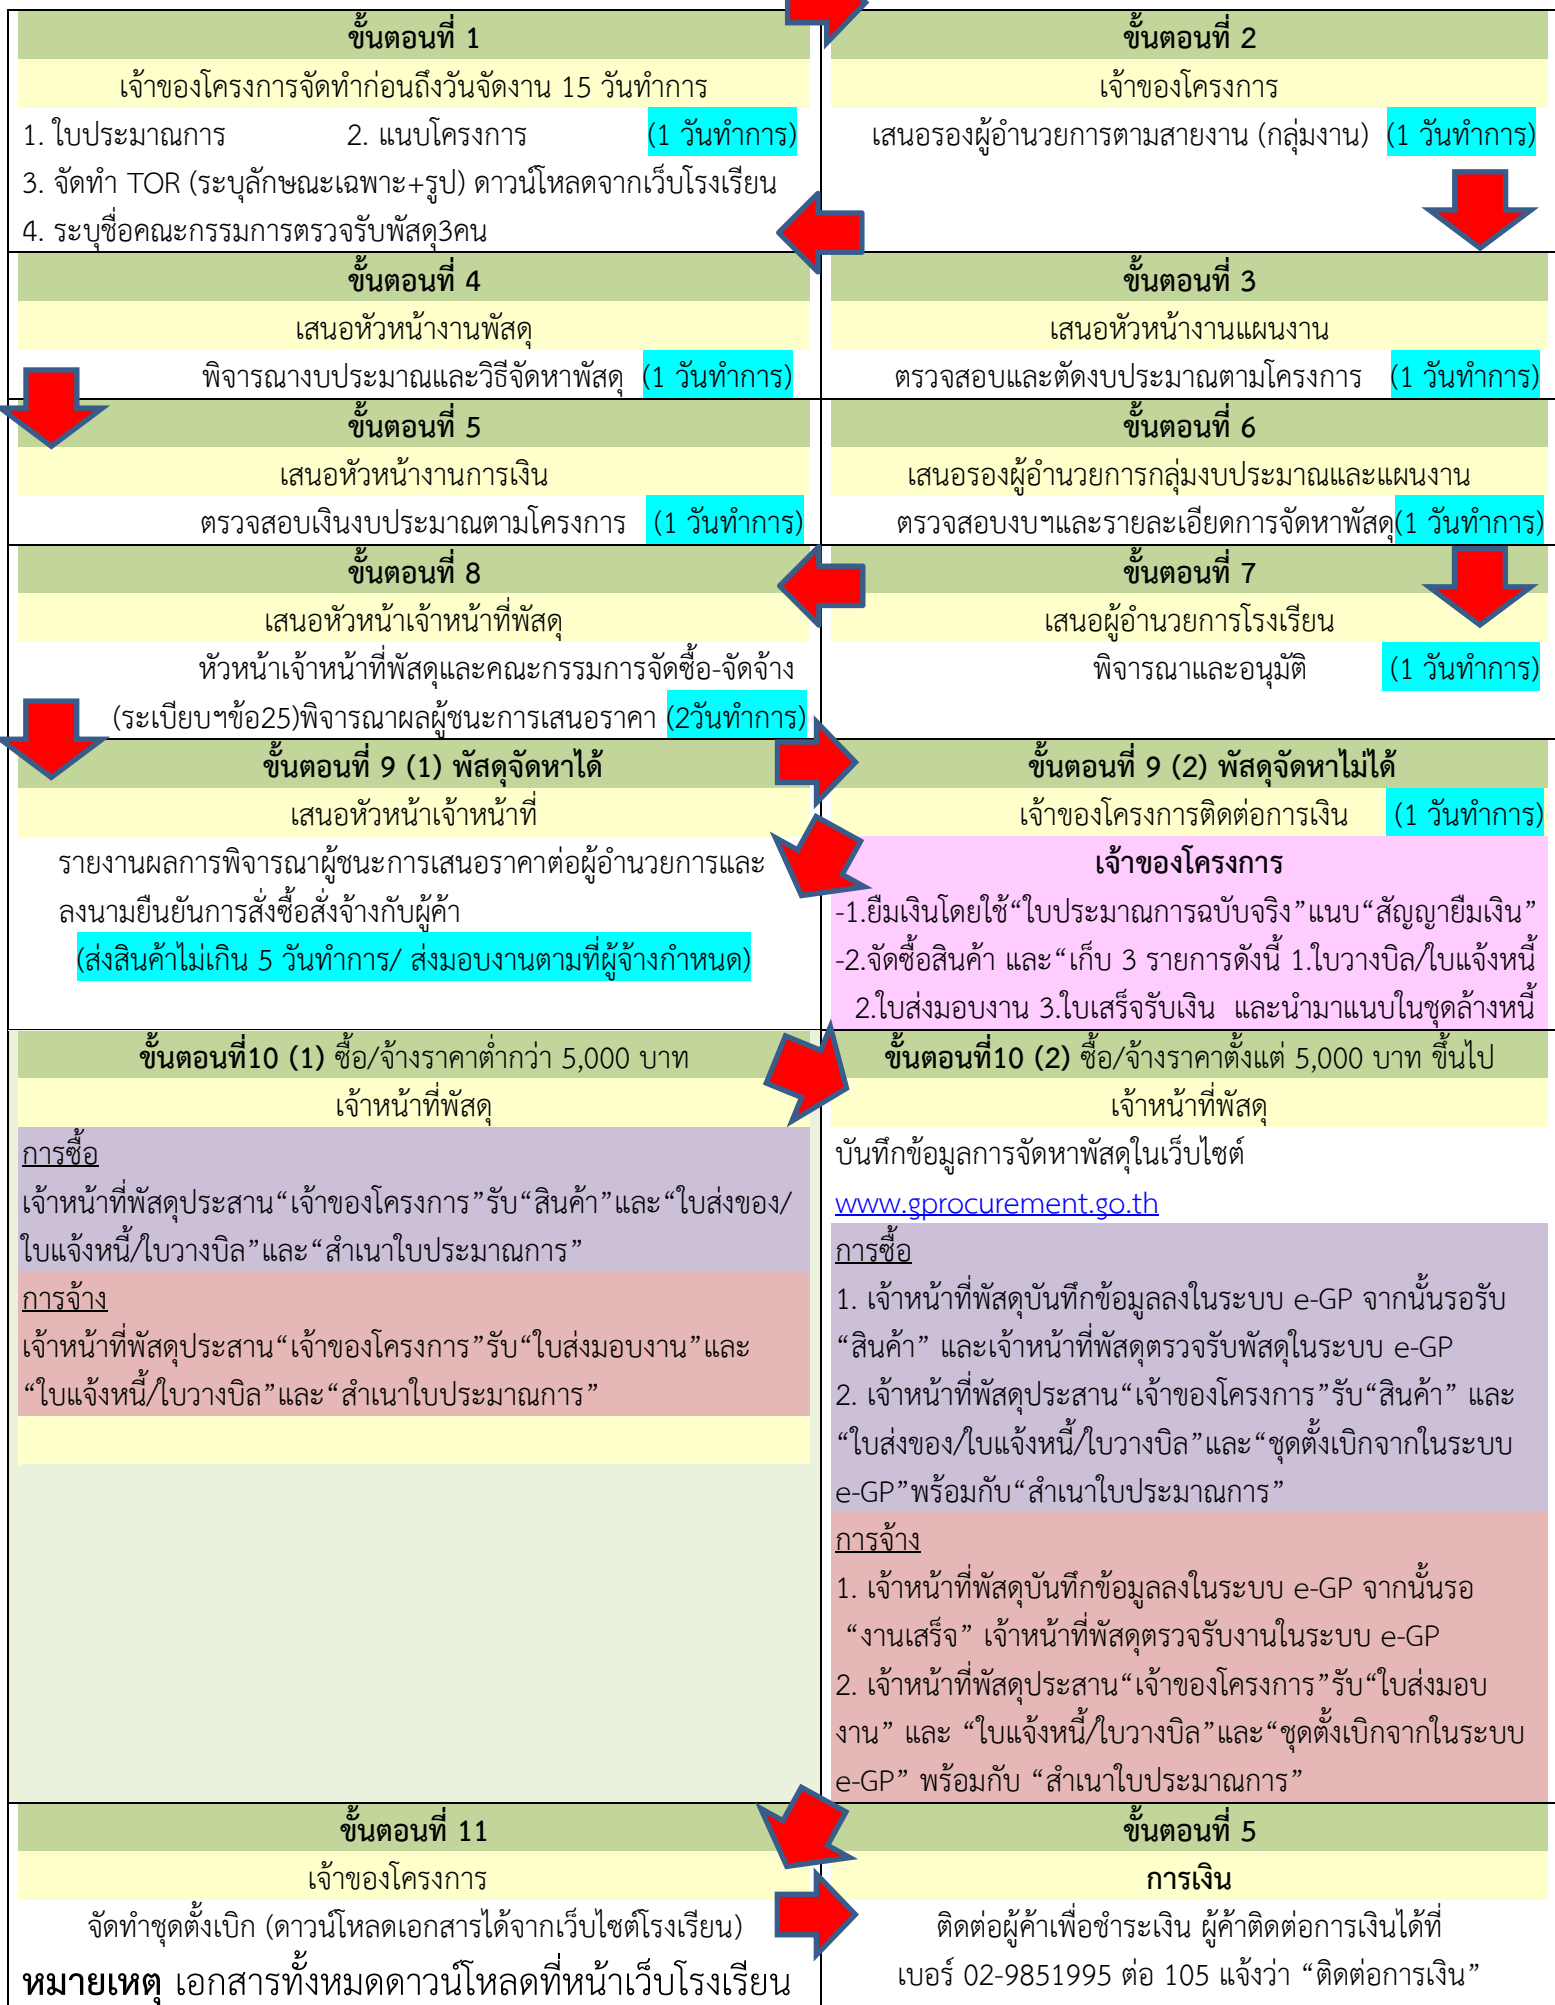 ขั้นตอนที่ 1
เจ้าของโครงการจัดทำก่อนถึงวันจัดงาน 15 วันทำการ
1. ใบประมาณการ 2. แนบโครงการ (1 วันทำการ)
3. จัดทำ TOR (ระบุลักษณะเฉพาะ+รูป) ดาวน์โหลดจากเว็บโรงเรียน
4. ระบุชื่อคณะกรรมการตรวจรับพัสดุ3คน
ขั้นตอนที่ 2
เจ้าของโครงการ
เสนอรองผู้อำนวยการตามสายงาน (กลุ่มงาน) (1 วันทำการ)
ขั้นตอนที่ 3
เสนอหัวหน้างานแผนงาน
ตรวจสอบและตัดงบประมาณตามโครงการ (1 วันทำการ)
ขั้นตอนที่ 4
เสนอหัวหน้างานพัสดุ
พิจารณางบประมาณและวิธีจัดหาพัสดุ (1 วันทำการ)
ขั้นตอนที่ 5
เสนอหัวหน้างานการเงิน
ตรวจสอบเงินงบประมาณตามโครงการ (1 วันทำการ)
ขั้นตอนที่ 6
เสนอรองผู้อำนวยการกลุ่มงบประมาณและแผนงาน
ตรวจสอบงบฯและรายละเอียดการจัดหาพัสดุ(1 วันทำการ)
ขั้นตอนที่ 7
เสนอผู้อำนวยการโรงเรียน
พิจารณาและอนุมัติ (1 วันทำการ)
ขั้นตอนที่ 8
เสนอหัวหน้าเจ้าหน้าที่พัสดุ
หัวหน้าเจ้าหน้าที่พัสดุและคณะกรรมการจัดซื้อ-จัดจ้าง
(ระเบียบฯข้อ25)พิจารณาผลผู้ชนะการเสนอราคา (2วันทำการ)
ขั้นตอนที่ 9 (1) พัสดุจัดหาได้
เสนอหัวหน้าเจ้าหน้าที่
รายงานผลการพิจารณาผู้ชนะการเสนอราคาต่อผู้อำนวยการและ
ลงนามยืนยันการสั่งซื้อสั่งจ้างกับผู้ค้า
(ส่งสินค้าไม่เกิน 5 วันทำการ/ ส่งมอบงานตามที่ผู้จ้างกำหนด)
ขั้นตอนที่ 9 (2) พัสดุจัดหาไม่ได้
เจ้าของโครงการติดต่อการเงิน (1 วันทำการ)
เจ้าของโครงการ
-1.ยืมเงินโดยใช้“ใบประมาณการฉบับจริง”แนบ“สัญญายืมเงิน”
-2.จัดซื้อสินค้า และ“เก็บ 3 รายการดังนี้ 1.ใบวางบิล/ใบแจ้งหนี้
2.ใบส่งมอบงาน 3.ใบเสร็จรับเงิน และนำมาแนบในชุดล้างหนี้
ขั้นตอนที่10 (1) ซื้อ/จ้างราคาต่ำกว่า 5,000 บาท
เจ้าหน้าที่พัสดุ
การซื้อ
เจ้าหน้าที่พัสดุประสาน“เจ้าของโครงการ”รับ“สินค้า”และ“ใบส่งของ/
ใบแจ้งหนี้/ใบวางบิล”และ“สำเนาใบประมาณการ”
การจ้าง
เจ้าหน้าที่พัสดุประสาน“เจ้าของโครงการ”รับ“ใบส่งมอบงาน”และ
“ใบแจ้งหนี้/ใบวางบิล”และ“สำเนาใบประมาณการ”
ขั้นตอนที่10 (2) ซื้อ/จ้างราคาตั้งแต่ 5,000 บาท ขึ้นไป
เจ้าหน้าที่พัสดุ
บันทึกข้อมูลการจัดหาพัสดุในเว็บไซต์
www.gprocurement.go.th
การซื้อ
1. เจ้าหน้าที่พัสดุบันทึกข้อมูลลงในระบบ e-GP จากนั้นรอรับ
“สินค้า” และเจ้าหน้าที่พัสดุตรวจรับพัสดุในระบบ e-GP
2. เจ้าหน้าที่พัสดุประสาน“เจ้าของโครงการ”รับ“สินค้า” และ
“ใบส่งของ/ใบแจ้งหนี้/ใบวางบิล”และ“ชุดตั้งเบิกจากในระบบ
e-GP”พร้อมกับ“สำเนาใบประมาณการ”
การจ้าง
1. เจ้าหน้าที่พัสดุบันทึกข้อมูลลงในระบบ e-GP จากนั้นรอ
“งานเสร็จ” เจ้าหน้าที่พัสดุตรวจรับงานในระบบ e-GP
2. เจ้าหน้าที่พัสดุประสาน“เจ้าของโครงการ”รับ“ใบส่งมอบ
งาน” และ “ใบแจ้งหนี้/ใบวางบิล”และ“ชุดตั้งเบิกจากในระบบ
e-GP” พร้อมกับ “สำเนาใบประมาณการ”
ขั้นตอนที่ 11
เจ้าของโครงการ
จัดทำชุดตั้งเบิก (ดาวน์โหลดเอกสารได้จากเว็บไซต์โรงเรียน)
หมายเหตุ เอกสารทั้งหมดดาวน์โหลดที่หน้าเว็บโรงเรียน
ขั้นตอนที่ 5
การเงิน
ติดต่อผู้ค้าเพื่อชำระเงิน ผู้ค้าติดต่อการเงินได้ที่
เบอร์ 02-9851995 ต่อ 105 แจ้งว่า “ติดต่อการเงิน”